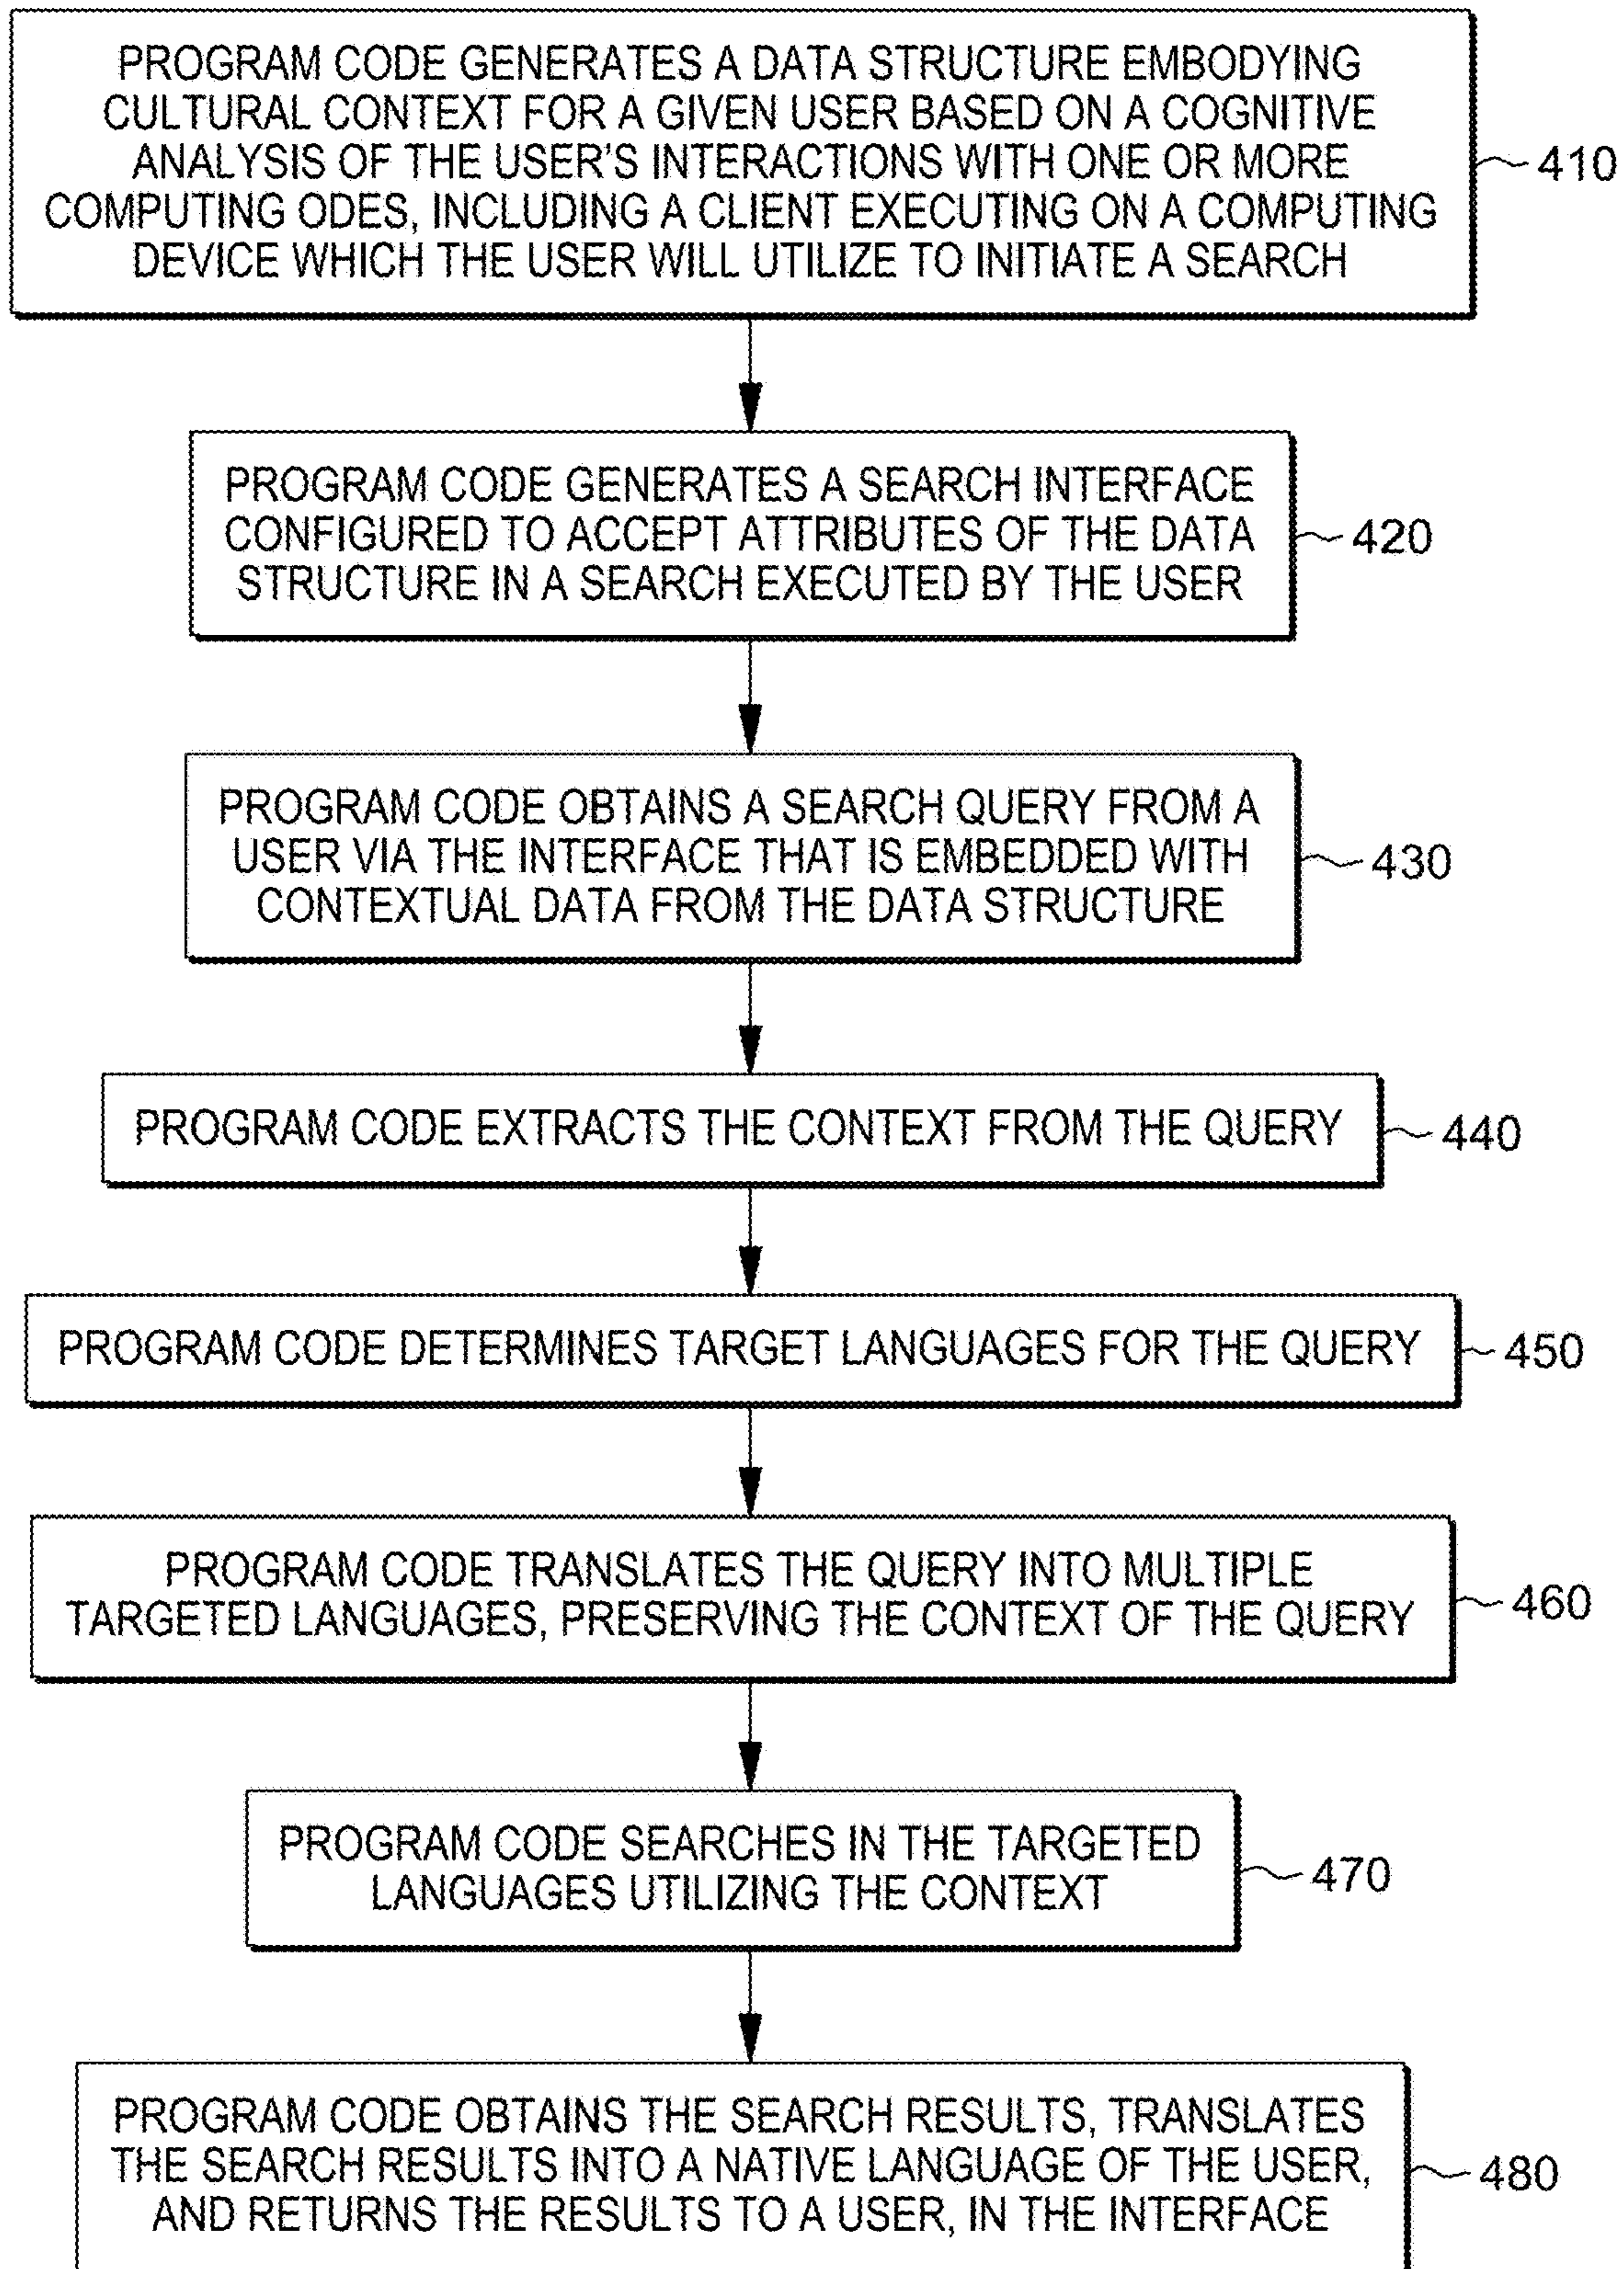 PROGRAM CODE GENERATES A DATA STRUCTURE EMBODYING
CULTURAL CONTEXT FOR A GIVEN USER BASED ON A COGNITIVE
ANALYSIS OF THE USER'S INTERACTIONS WITH ONE OR MORE
COMPUTING ODES, INCLUDING A CLIENT EXECUTING ON A COMPUTING
DEVICE WHICH THE USER WILL UTILIZE TO INITIATE A SEARCH
410
PROGRAM CODE GENERATES A SEARCH INTERFACE
CONFIGURED TO ACCEPT ATTRIBUTES OF THE DATA
STRUCTURE IN A SEARCH EXECUTED BY THE USER
420
PROGRAM CODE OBTAINS A SEARCH QUERY FROM A
USER VIA THE INTERFACE THAT IS EMBEDDED WITH
CONTEXTUAL DATA FROM THE DATA STRUCTURE
430
PROGRAM CODE EXTRACTS THE CONTEXT FROM THE QUERY
440
PROGRAM CODE DETERMINES TARGET LANGUAGES FOR THE QUERY
450
PROGRAM CODE TRANSLATES THE QUERY INTO MULTIPLE
TARGETED LANGUAGES, PRESERVING THE CONTEXT OF THE QUERY
460
PROGRAM CODE SEARCHES IN THE TARGETED
LANGUAGES UTILIZING THE CONTEXT
470
PROGRAM CODE OBTAINS THE SEARCH RESULTS, TRANSLATES
THE SEARCH RESULTS INTO A NATIVE LANGUAGE OF THE USER,
AND RETURNS THE RESULTS TO A USER, IN THE INTERFACE
480